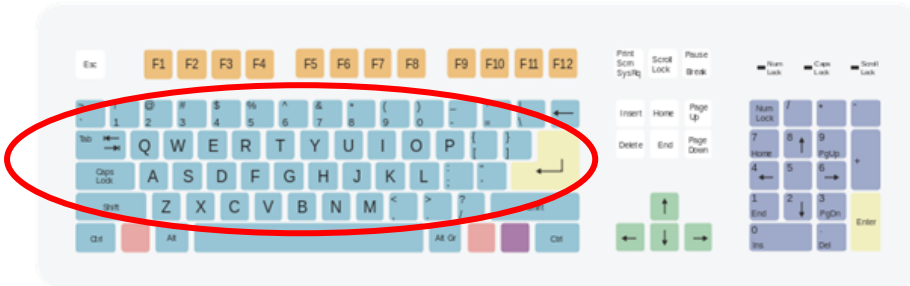 Esc F1 F2 F3 F4 F5 F6 F7 F8 F9 F10 F11 F12 Print Scrn SysRq Scroll Lock Pause Break Num Lock Caps Lock Scroll Lock
~ ` ! 1 @ 2 # 3 $ 4 % 5 ^ 6 & 7 * 8 ( 9 ) 0 _ - + = | \ ← Insert Home Page Up Num Lock / * -
Tab Q W E R T Y U I O P { [ } ] Delete End Page Down 7 Home 8 ↑ 9 PgUp +
Caps Lock A S D F G H J K L : ; " ' 4 ← 5 6 →
Shift Z X C V B N M < , > . ? / Shift ↑ 1 End 2 ↓ 3 PgDn Enter
Ctrl Alt Alt Gr Ctrl ← ↓ → 0 Ins . Del